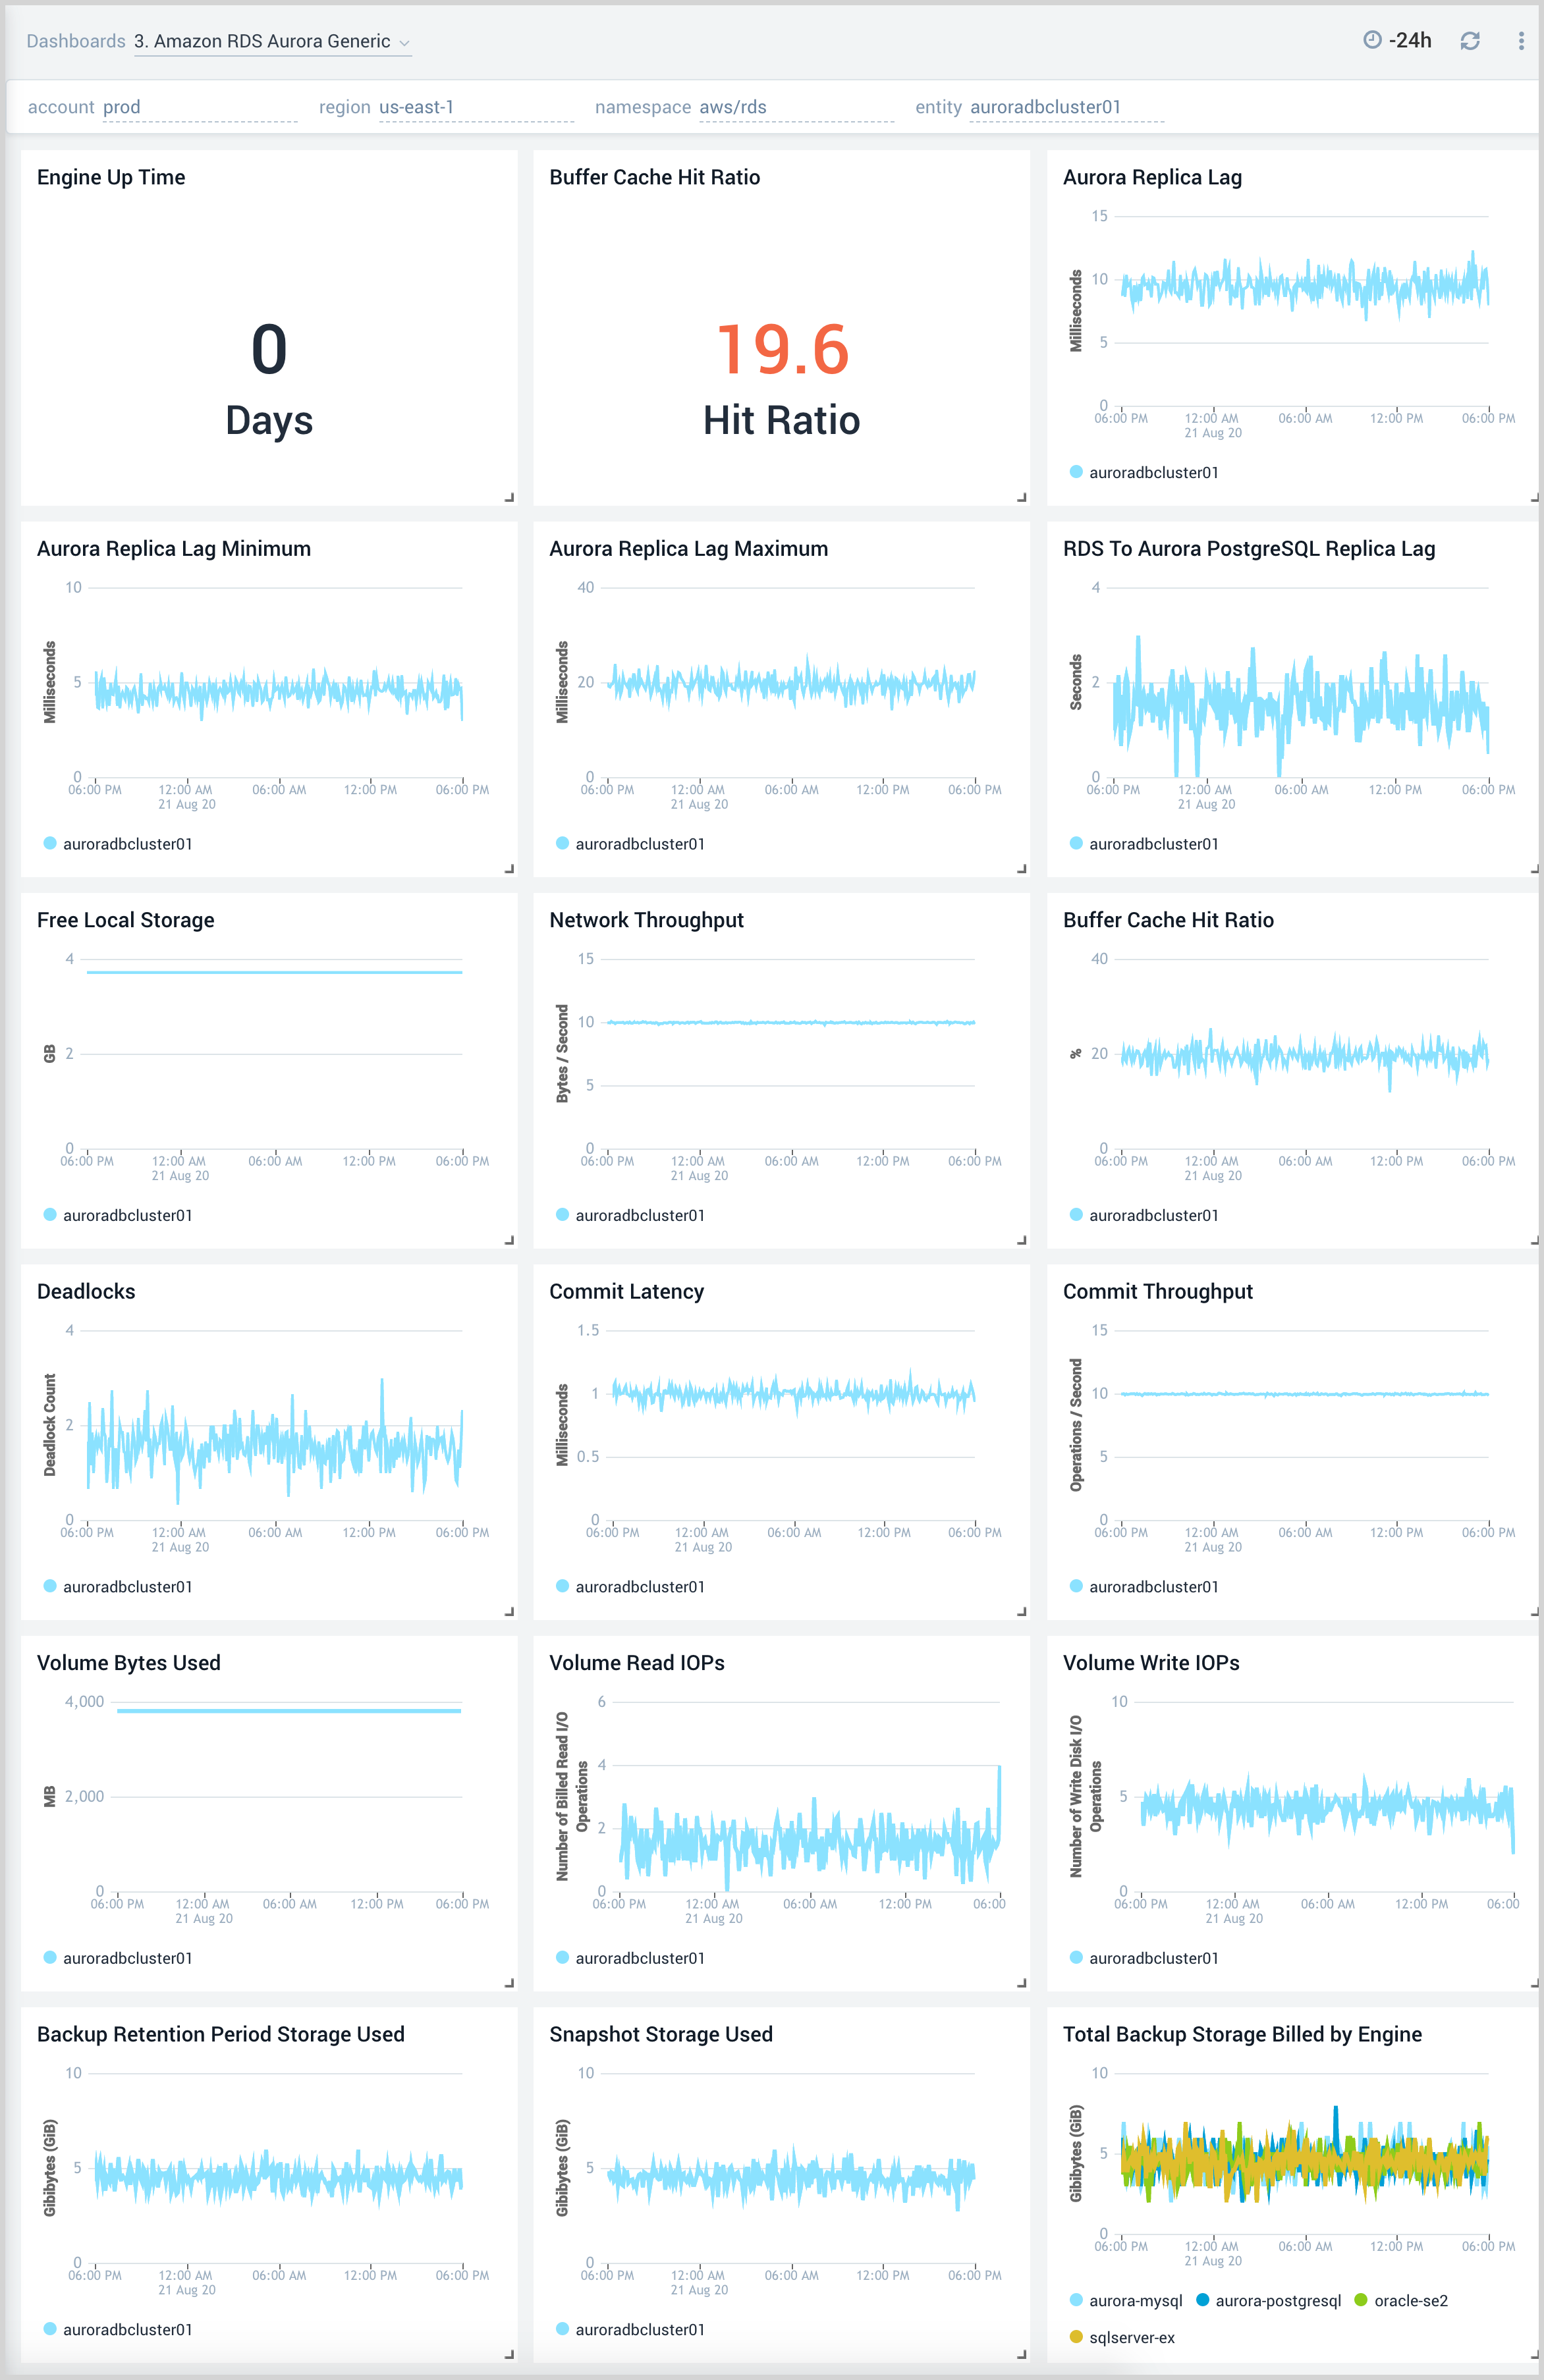 Dashboards 3. Amazon RDS Aurora Generic
-24h
account prod region us-east-1 namespace aws/rds entity auroradbcluster01
Engine Up Time
0
Days
Buffer Cache Hit Ratio
19.6
Hit Ratio
Aurora Replica Lag
Milliseconds
15
10
5
0
06:00 PM 12:00 AM 06:00 AM 12:00 PM 06:00 PM
21 Aug 20
auroradbcluster01
Aurora Replica Lag Minimum
Milliseconds
10
5
0
06:00 PM 12:00 AM 06:00 AM 12:00 PM 06:00 PM
21 Aug 20
auroradbcluster01
Aurora Replica Lag Maximum
Milliseconds
40
20
0
06:00 PM 12:00 AM 06:00 AM 12:00 PM 06:00 PM
21 Aug 20
auroradbcluster01
RDS To Aurora PostgreSQL Replica Lag
Seconds
4
2
0
06:00 PM 12:00 AM 06:00 AM 12:00 PM 06:00 PM
21 Aug 20
auroradbcluster01
Free Local Storage
GB
4
2
0
06:00 PM 12:00 AM 06:00 AM 12:00 PM 06:00 PM
21 Aug 20
auroradbcluster01
Network Throughput
Bytes / Second
15
10
5
0
06:00 PM 12:00 AM 06:00 AM 12:00 PM 06:00 PM
21 Aug 20
auroradbcluster01
Buffer Cache Hit Ratio
%
40
20
0
06:00 PM 12:00 AM 06:00 AM 12:00 PM 06:00 PM
21 Aug 20
auroradbcluster01
Deadlocks
Deadlock Count
4
2
0
06:00 PM 12:00 AM 06:00 AM 12:00 PM 06:00 PM
21 Aug 20
auroradbcluster01
Commit Latency
Milliseconds
1.5
1
0.5
0
06:00 PM 12:00 AM 06:00 AM 12:00 PM 06:00 PM
21 Aug 20
auroradbcluster01
Commit Throughput
Operations / Second
15
10
5
0
06:00 PM 12:00 AM 06:00 AM 12:00 PM 06:00 PM
21 Aug 20
auroradbcluster01
Volume Bytes Used
MB
4,000
2,000
0
06:00 PM 12:00 AM 06:00 AM 12:00 PM 06:00 PM
21 Aug 20
auroradbcluster01
Volume Read IOPs
Number of Billed Read I/O
Operations
6
4
2
0
06:00 PM 12:00 AM 06:00 AM 12:00 PM 06:00
21 Aug 20
auroradbcluster01
Volume Write IOPs
Number of Write Disk I/O
Operations
10
5
0
06:00 PM 12:00 AM 06:00 AM 12:00 PM 06:00
21 Aug 20
auroradbcluster01
Backup Retention Period Storage Used
Gibibytes (GiB)
10
5
0
06:00 PM 12:00 AM 06:00 AM 12:00 PM 06:00 PM
21 Aug 20
auroradbcluster01
Snapshot Storage Used
Gibibytes (GiB)
10
5
0
06:00 PM 12:00 AM 06:00 AM 12:00 PM 06:00 PM
21 Aug 20
auroradbcluster01
Total Backup Storage Billed by Engine
Gibibytes (GiB)
10
5
0
06:00 PM 12:00 AM 06:00 AM 12:00 PM 06:00 PM
21 Aug 20
aurora-mysql aurora-postgresql oracle-se2
sqlserver-ex